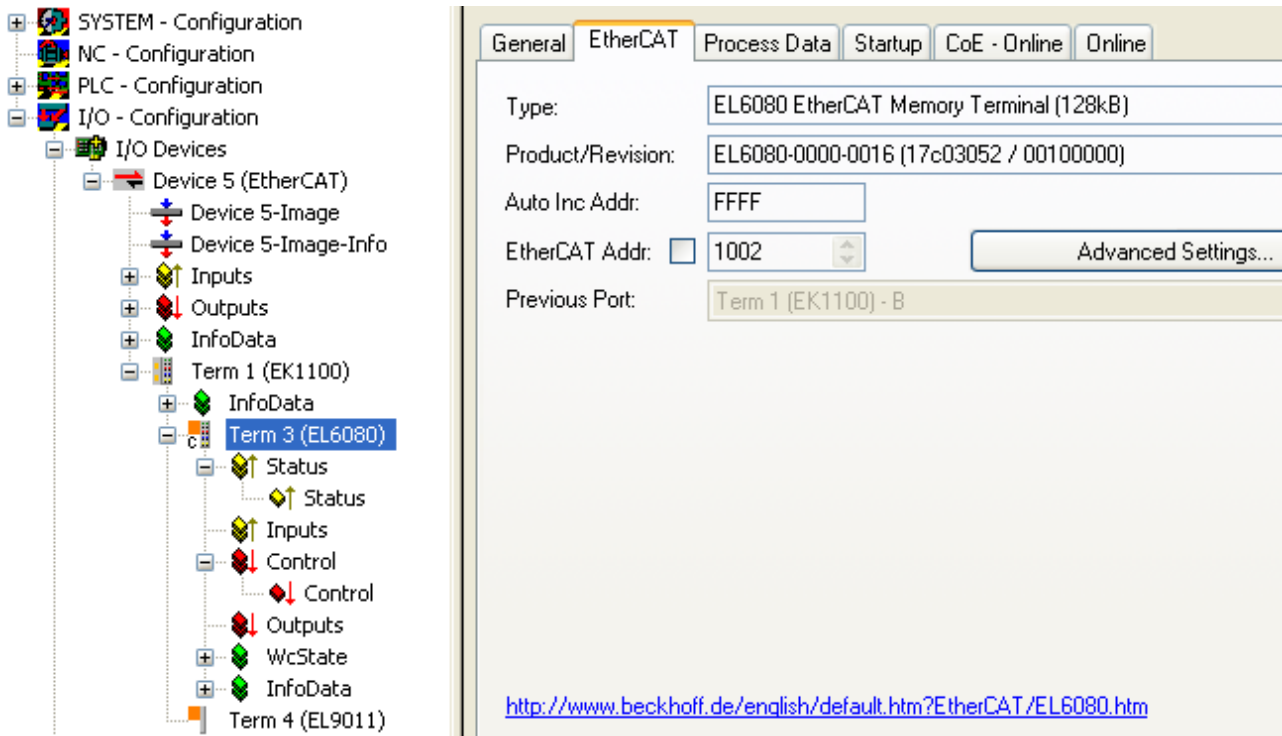 SYSTEM - Configuration
NC - Configuration
PLC - Configuration
I/O - Configuration
I/O Devices
Device 5 (EtherCAT)
Device 5-Image
Device 5-Image-Info
Inputs
Outputs
InfoData
Term 1 (EK1100)
InfoData
Term 3 (EL6080)
C
Status
Status
Inputs
Control
Control
Outputs
WcState
InfoData
Term 4 (EL9011)
General EtherCAT Process Data Startup CoE - Online Online
Type: EL6080 EtherCAT Memory Terminal (128kB)
Product/Revision: EL6080-0000-0016 (17c03052 / 00100000)
Auto Inc Addr: FFFF
EtherCAT Addr: 1002 Advanced Settings...
Previous Port: Term 1 (EK1100) - B
http://www.beckhoff.de/english/default.htm?EtherCAT/EL6080.htm